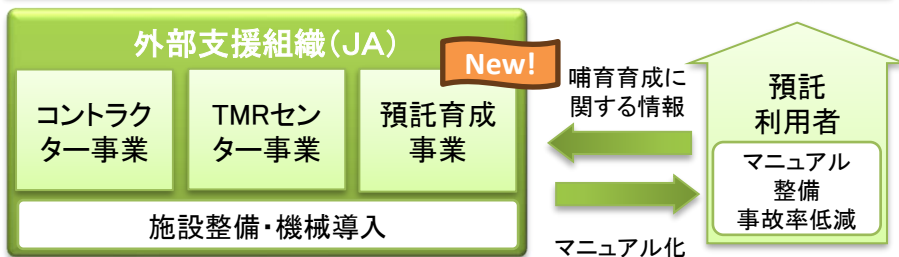 外部支援組織(JA)
New!
コントラク
ター事業
TMRセン
ター事業
預託育成
事業
施設整備・機械導入
哺育育成に
関する情報
マニュアル化
預託
利用者
マニュアル
整備
事故率低減